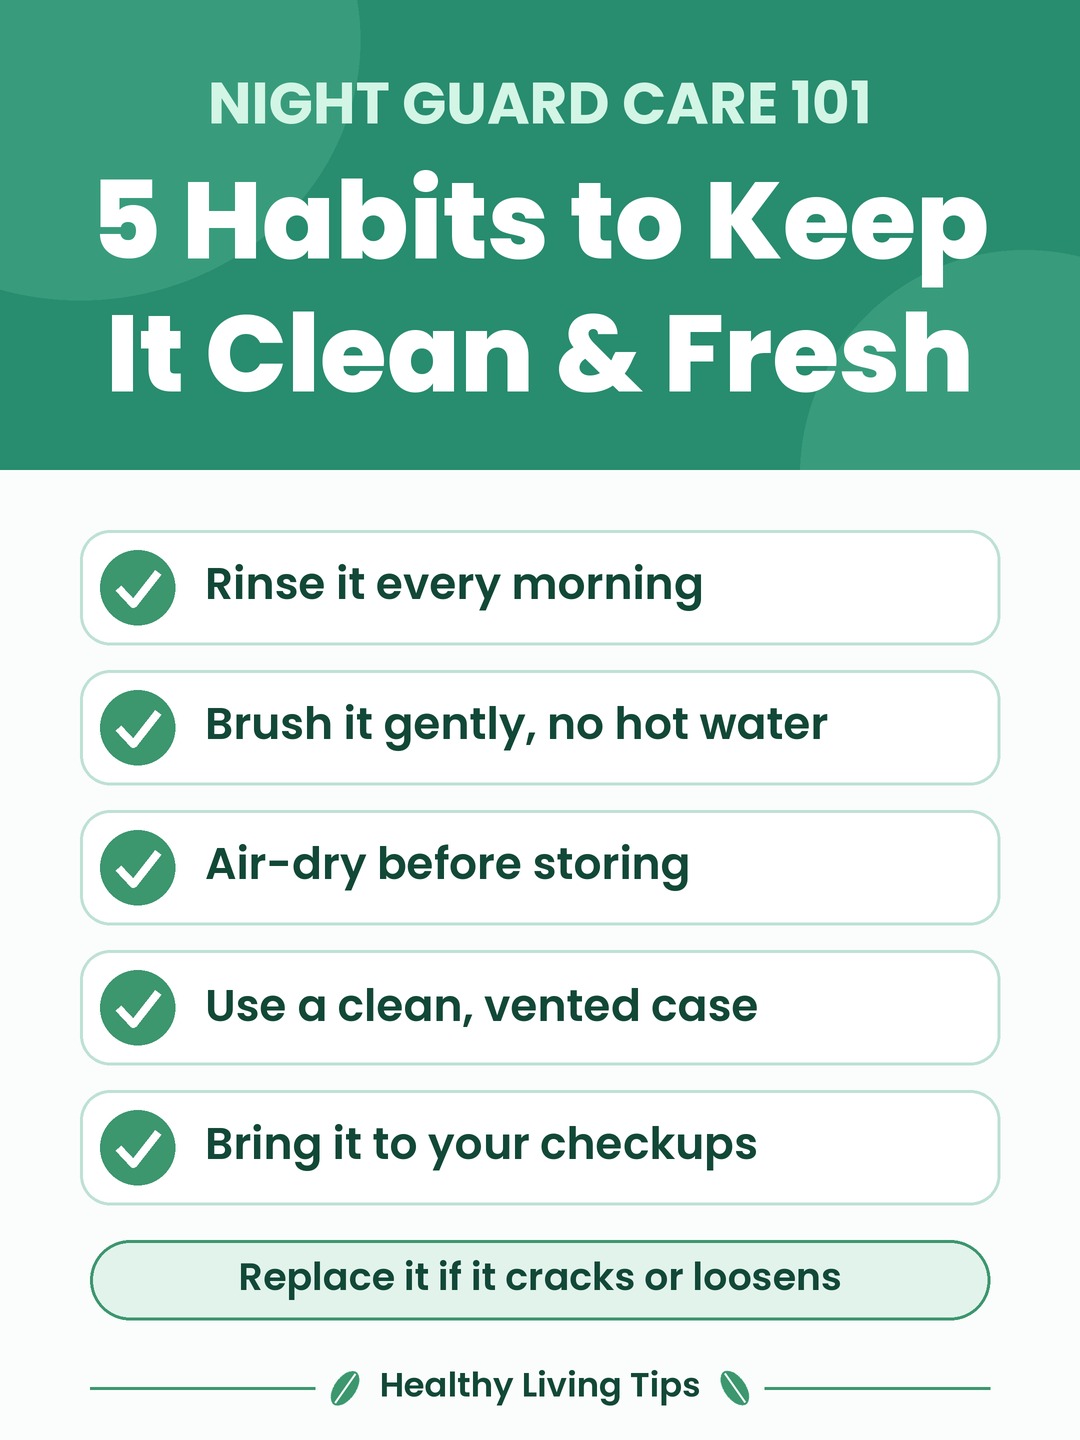 NIGHT GUARD CARE 101
5 Habits to Keep
It Clean & Fresh
Rinse it every morning
Brush it gently, no hot water
Air-dry before storing
Use a clean, vented case
Bring it to your checkups
Replace it if it cracks or loosens
Healthy Living Tips